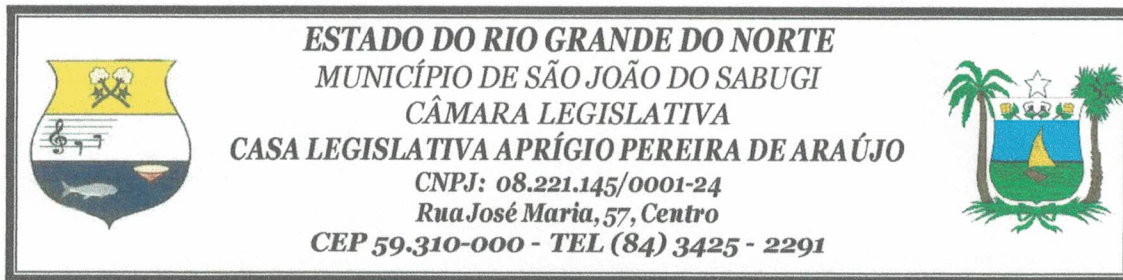 ESTADO DO RIO GRANDE DO NORTE
MUNICÍPIO DE SÃO JOÃO DO SABUGI
CÂMARA LEGISLATIVA
CASA LEGISLATIVA APRÍGIO PEREIRA DE ARAÚJO
CNPJ: 08.221.145/0001-24
Rua José Maria, 57, Centro
CEP 59.310-000 - TEL (84) 3425 - 2291